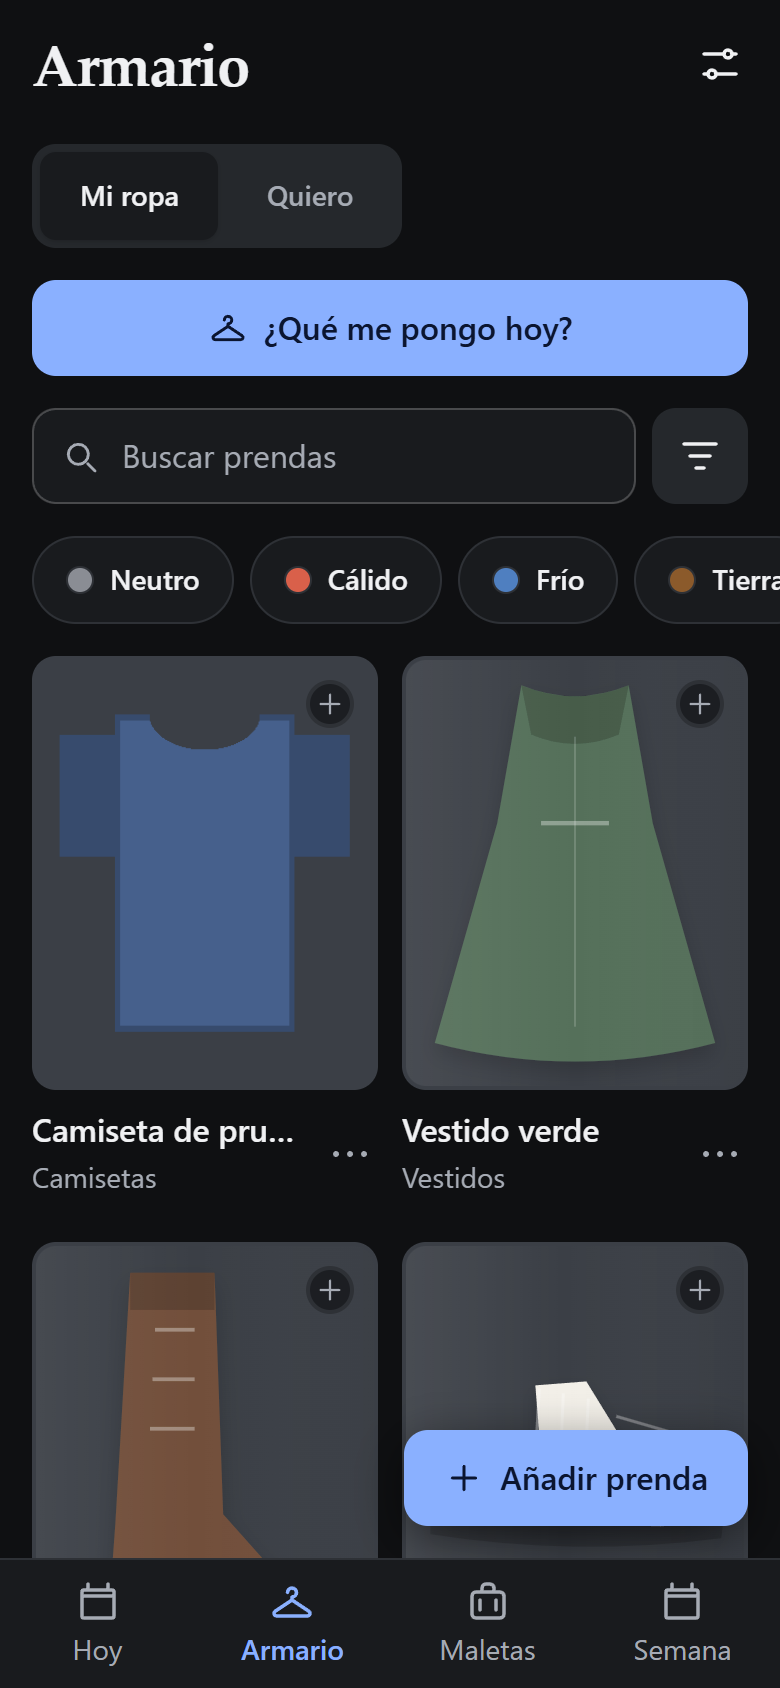 Armario
Mi ropa
Quiero
¿Qué me pongo hoy?
Buscar prendas
Neutro
Cálido
Frío
Tierra
Camiseta de pru...
Camisetas
Vestido verde
Vestidos
Añadir prenda
Hoy
Armario
Maletas
Semana